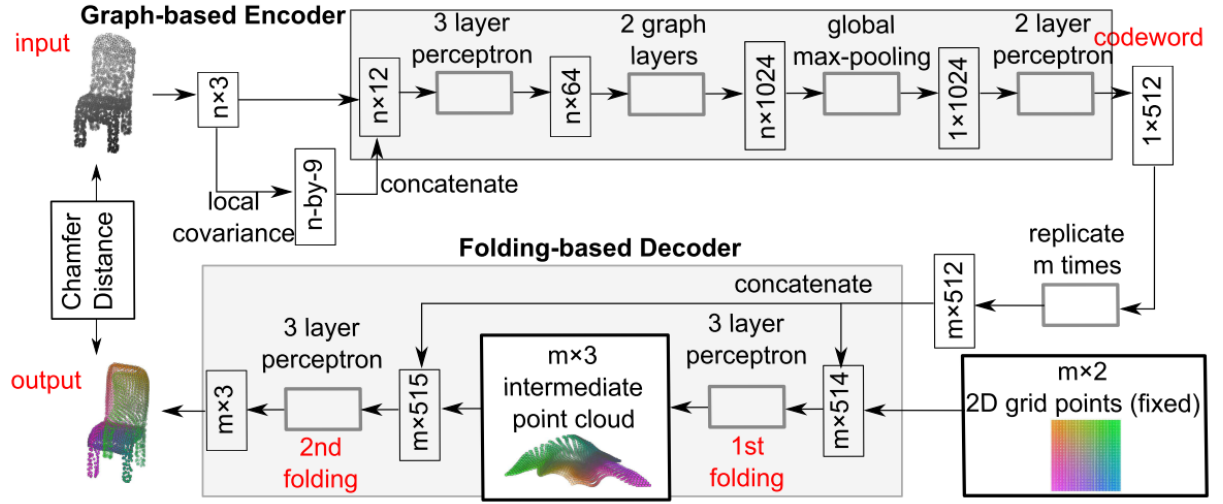 Graph-based Encoder
input
n×3
local
covariance
n-by-9
concatenate
n×12
3 layer
perceptron
n×64
2 graph
layers
n×1024
global
max-pooling
1×1024
2 layer
perceptron
codeword
1×512
replicate
m times
m×512
Chamfer
Distance
Folding-based Decoder
concatenate
m×2
2D grid points (fixed)
m×514
3 layer
perceptron
1st
folding
m×3
intermediate
point cloud
m×515
3 layer
perceptron
2nd
folding
m×3
output